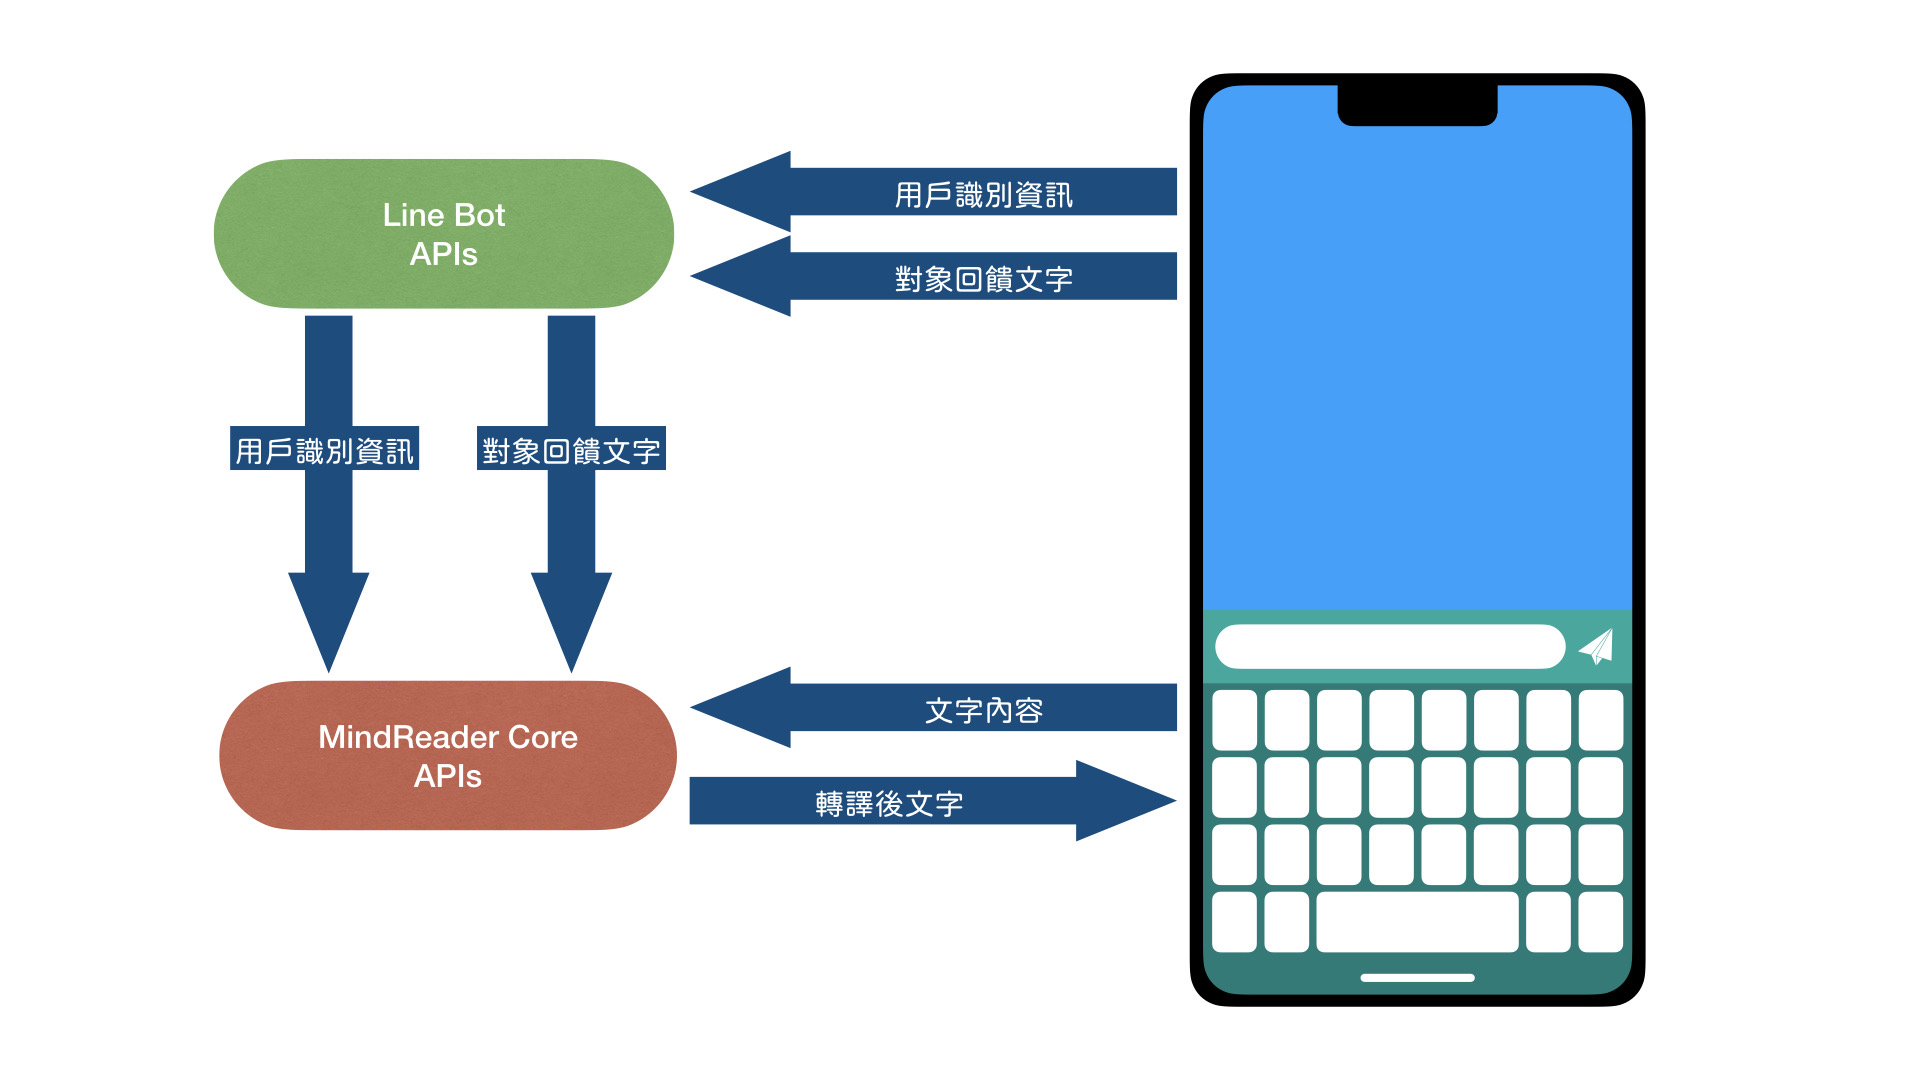 Line Bot
APIs
用戶識別資訊
對象回饋文字
用戶識別資訊
對象回饋文字
MindReader Core
APIs
文字內容
轉譯後文字